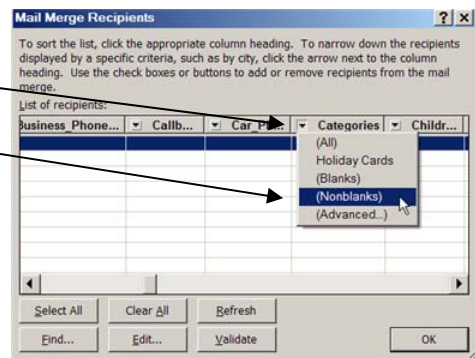 Mail Merge Recipients
To sort the list, click the appropriate column heading. To narrow down the recipients
displayed by a specific criteria, such as by city, click the arrow next to the column
heading. Use the check boxes or buttons to add or remove recipients from the mail
merge.
List of recipients:
Business_Phone... Callb... Car_P... Categories Childr...
(All)
Holiday Cards
(Blanks)
(Nonblanks)
(Advanced...)
Select All Clear All Refresh
Find... Edit... Validate OK